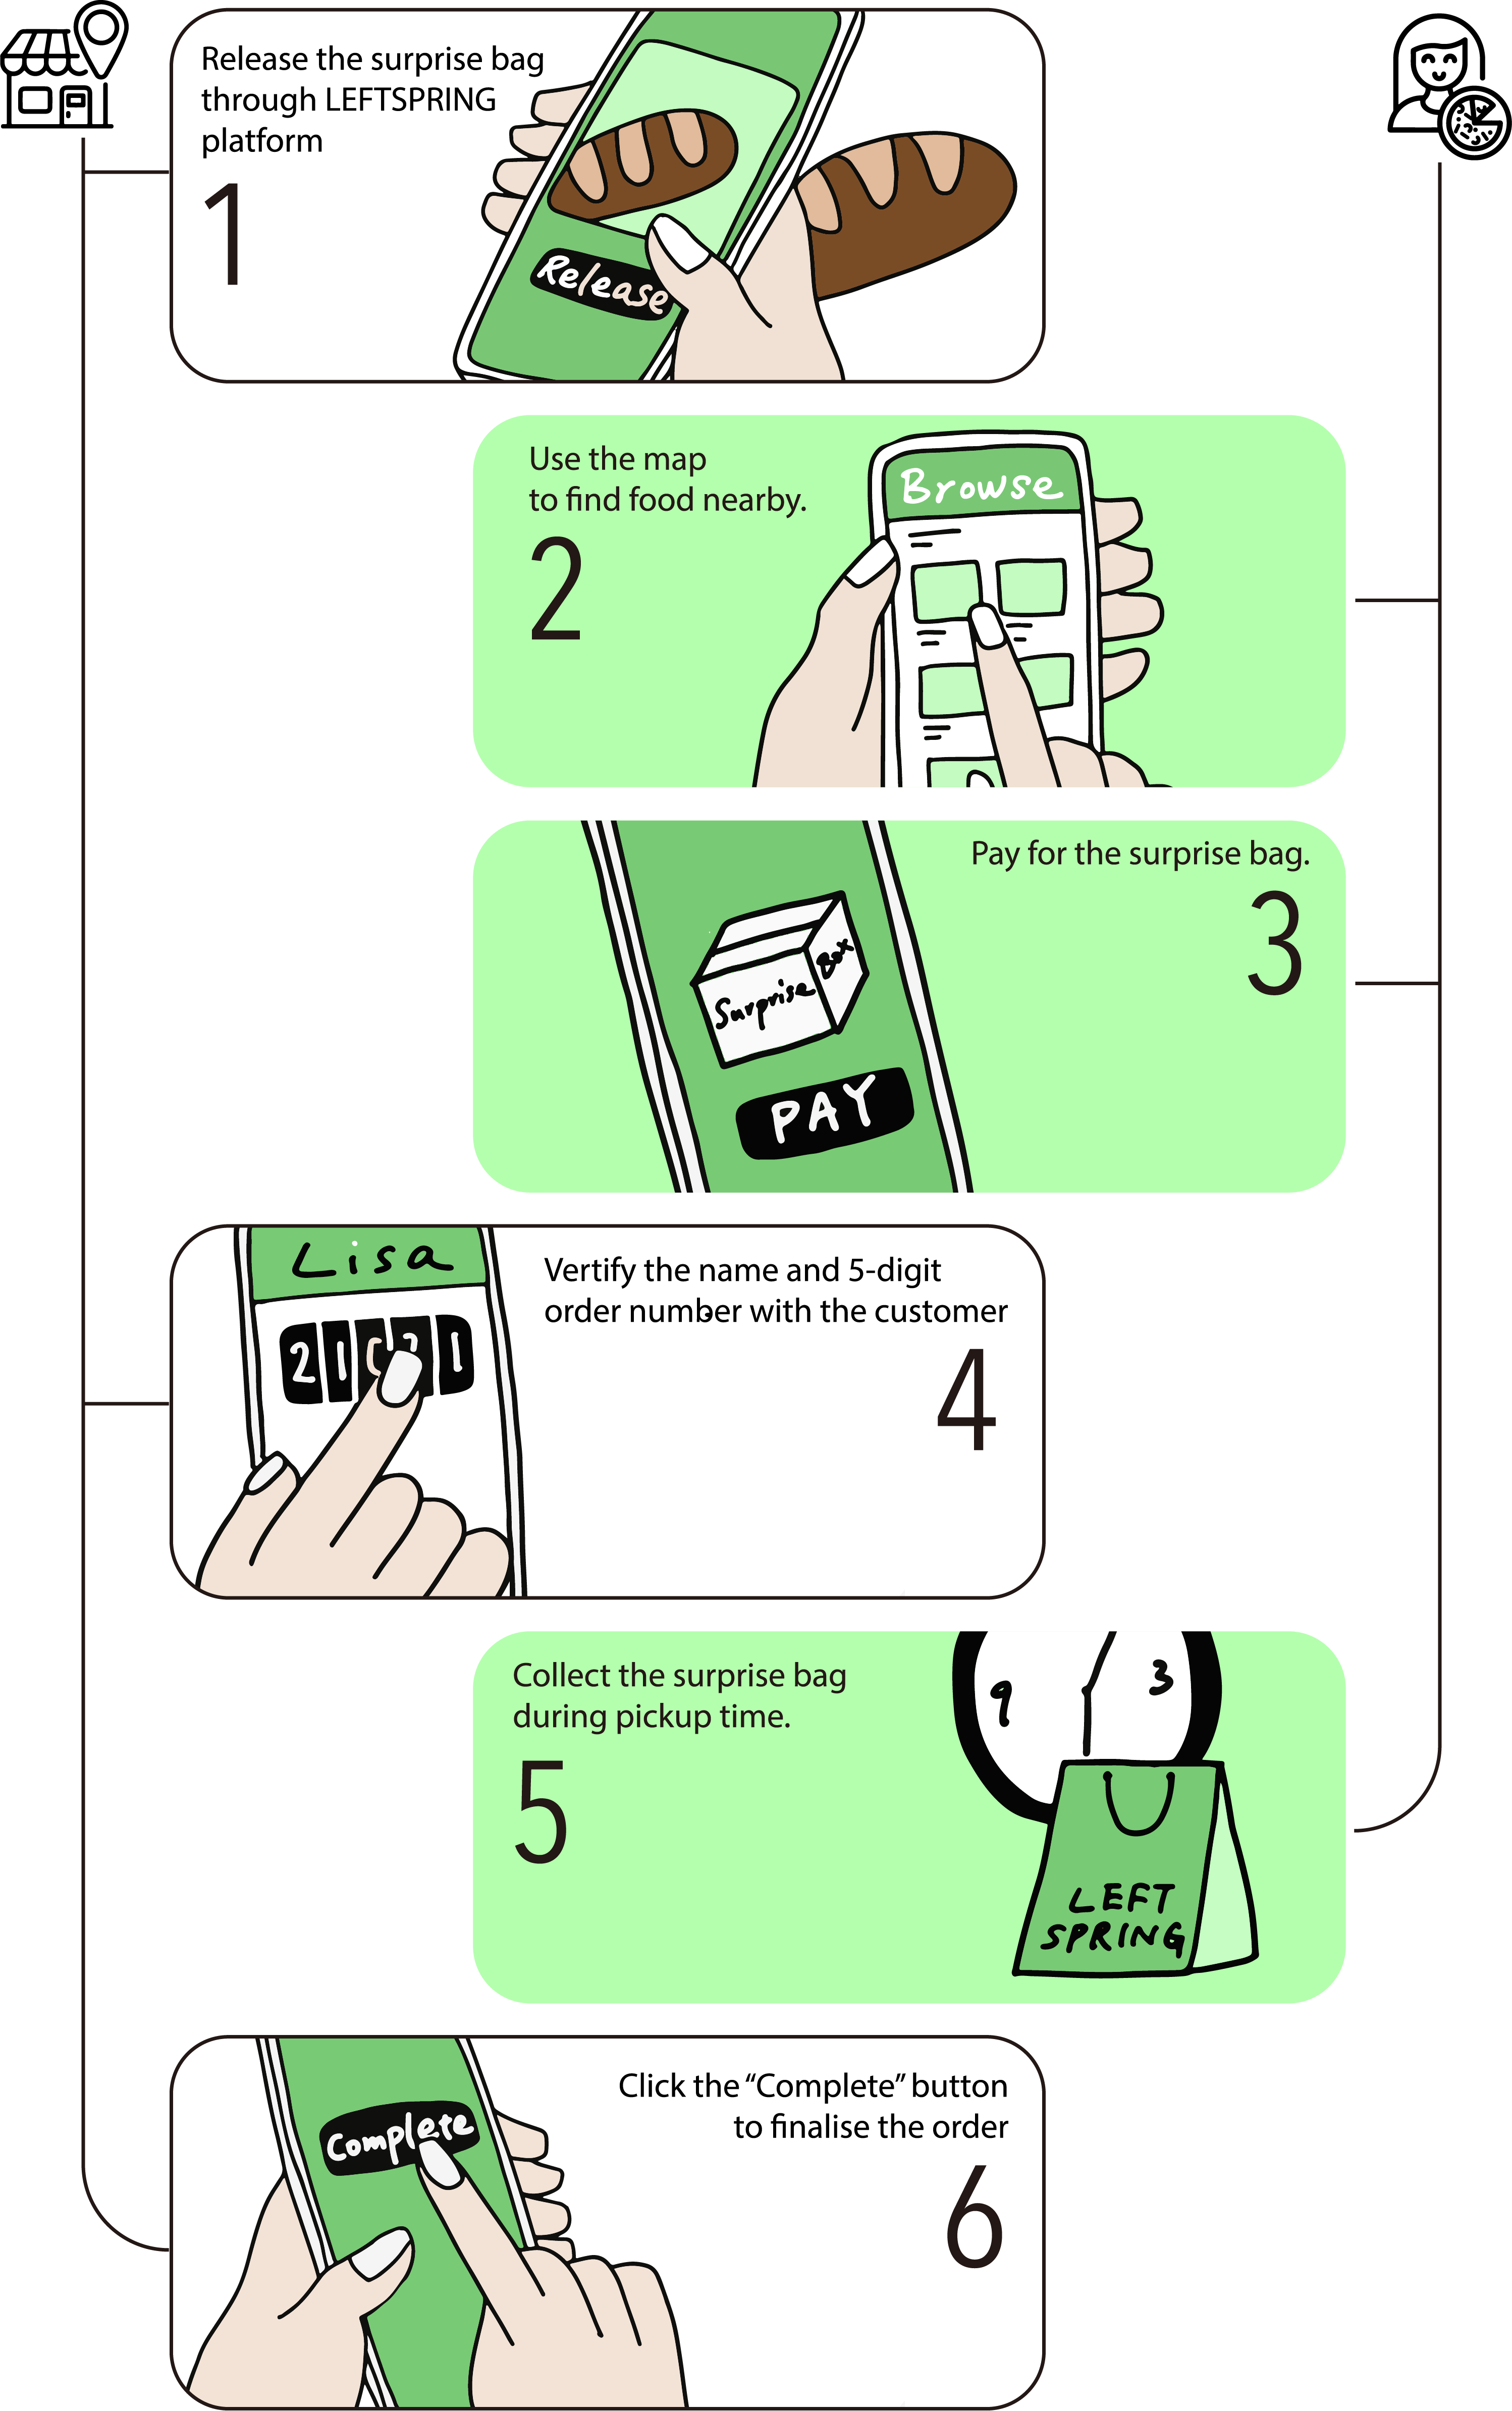 Release the surprise bag
through LEFTSPRING
platform
1
Release
Use the map
to find food nearby.
2
Browse
Pay for the surprise bag.
3
Surprise Box
PAY
Lisa
21 1
Vertify the name and 5-digit
order number with the customer
4
Collect the surprise bag
during pickup time.
5
9 3
LEFT
SPRING
Click the “Complete” button
to finalise the order
6
Complete